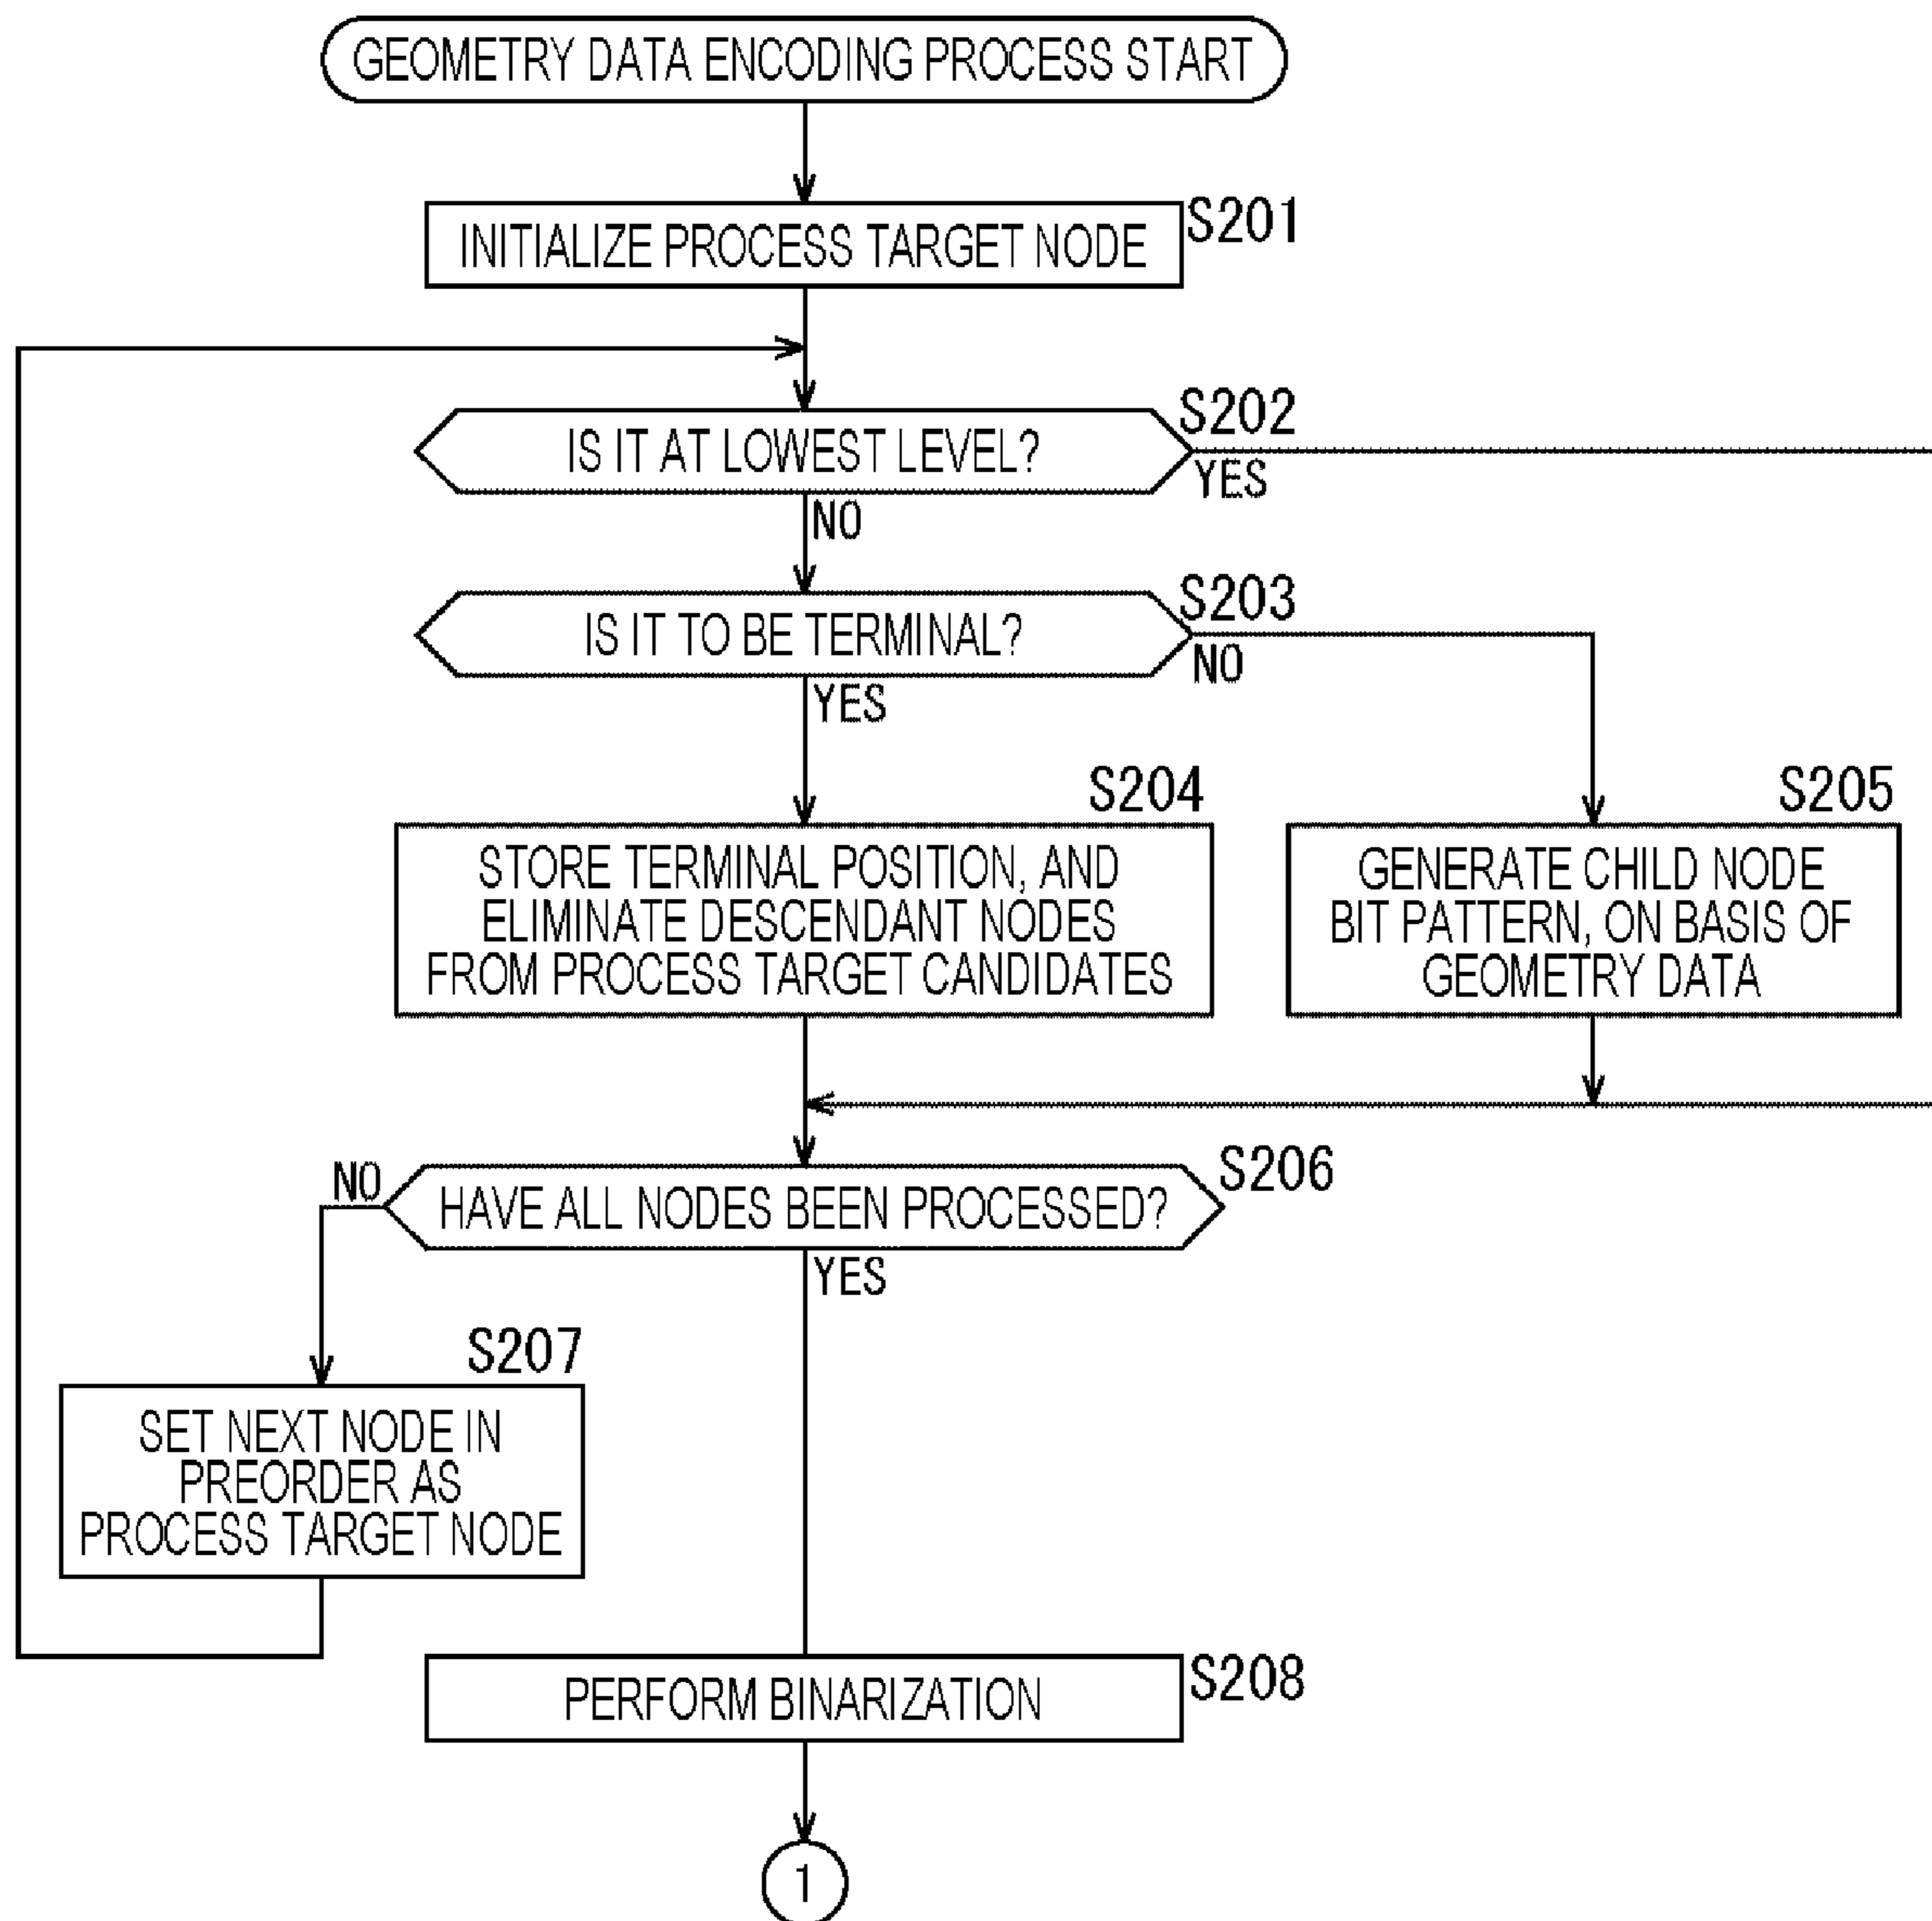 GEOMETRY DATA ENCODING PROCESS START
INITIALIZE PROCESS TARGET NODE
S201
IS IT AT LOWEST LEVEL?
S202
YES
NO
IS IT TO BE TERMINAL?
S203
NO
YES
S204
STORE TERMINAL POSITION, AND
ELIMINATE DESCENDANT NODES
FROM PROCESS TARGET CANDIDATES
S205
GENERATE CHILD NODE
BIT PATTERN, ON BASIS OF
GEOMETRY DATA
NO
HAVE ALL NODES BEEN PROCESSED?
S206
YES
S207
SET NEXT NODE IN
PREORDER AS
PROCESS TARGET NODE
PERFORM BINARIZATION
S208
1